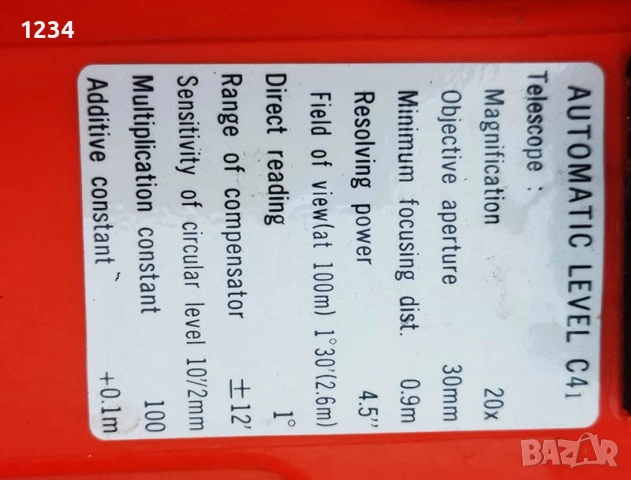 1234
AUTOMATIC LEVEL C41
Telescope :
Magnification 20x
Objective aperture 30mm
Minimum focusing dist. 0.9m
Resolving power 4.5"
Field of view(at 100m) 1°30'(2.6m)
Direct reading 1°
Range of compensator ±12'
Sensitivity of circular level 10'/2mm
Multiplication constant 100
Additive constant +0.1m
BAZAR